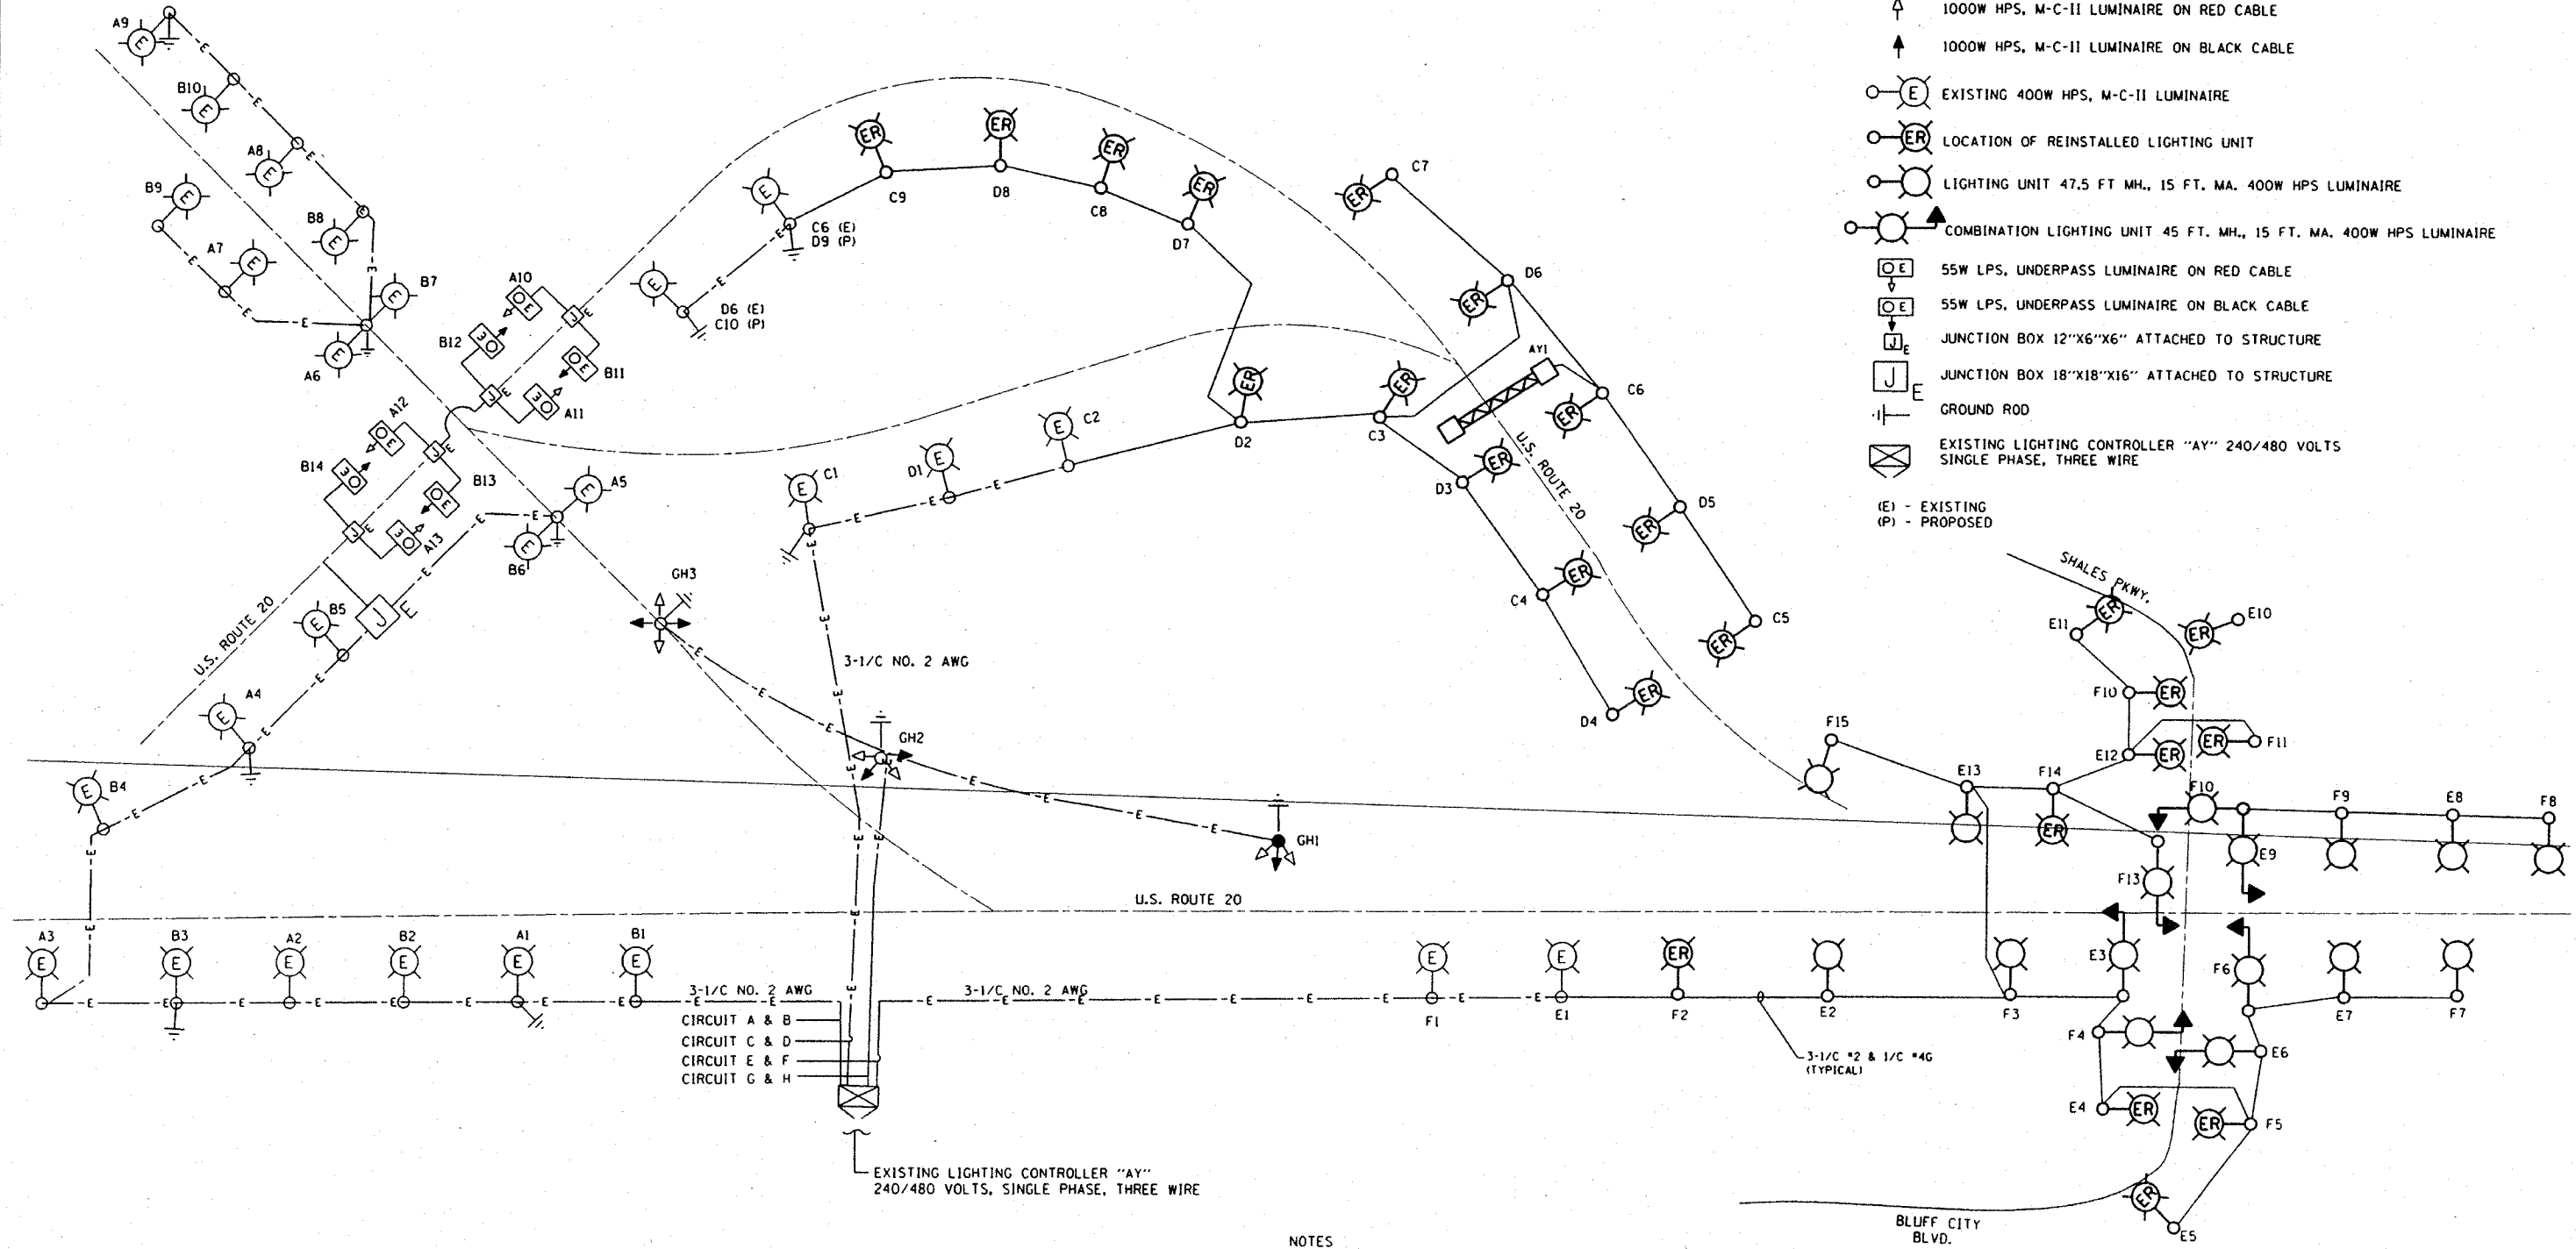 1000W HPS, M-C-II LUMINAIRE ON RED CABLE
1000W HPS, M-C-II LUMINAIRE ON BLACK CABLE
E EXISTING 400W HPS, M-C-II LUMINAIRE
ER LOCATION OF REINSTALLED LIGHTING UNIT
LIGHTING UNIT 47.5 FT MH., 15 FT. MA. 400W HPS LUMINAIRE
COMBINATION LIGHTING UNIT 45 FT. MH., 15 FT. MA. 400W HPS LUMINAIRE
E 55W LPS, UNDERPASS LUMINAIRE ON RED CABLE
E 55W LPS, UNDERPASS LUMINAIRE ON BLACK CABLE
J E JUNCTION BOX 12"X6"X6" ATTACHED TO STRUCTURE
J E JUNCTION BOX 18"X18"X16" ATTACHED TO STRUCTURE
GROUND ROD
EXISTING LIGHTING CONTROLLER "AY" 240/480 VOLTS
SINGLE PHASE, THREE WIRE
(E) - EXISTING
(P) - PROPOSED
A9
B10
A8
B9
B8
A7
B7
A6
A10
B12
B11
A11
A12
B14
B13
A13
A5
B6
B5
A4
B4
U.S. ROUTE 20
C6 (E)
D9 (P)
D6 (E)
C10 (P)
C9
D8
C8
D7
C7
D6
AY1
C6
C1
D1
C2
D2
C3
D3
U.S. ROUTE 20
D5
C4
C5
D4
GH3
3-1/C NO. 2 AWG
GH2
GH1
SHALES PKWY.
E11
E10
F10
F15
E12
F11
E13
F14
F10
F9
E8
F8
E9
F13
U.S. ROUTE 20
A3
B3
A2
B2
A1
B1
3-1/C NO. 2 AWG
3-1/C NO. 2 AWG
F1
E1
F2
E2
F3
E3
F6
E7
F7
F4
E6
E4
F5
E5
3-1/C #2 & 1/C #4G
(TYPICAL)
CIRCUIT A & B
CIRCUIT C & D
CIRCUIT E & F
CIRCUIT G & H
EXISTING LIGHTING CONTROLLER "AY"
240/480 VOLTS, SINGLE PHASE, THREE WIRE
BLUFF CITY
BLVD.
NOTES